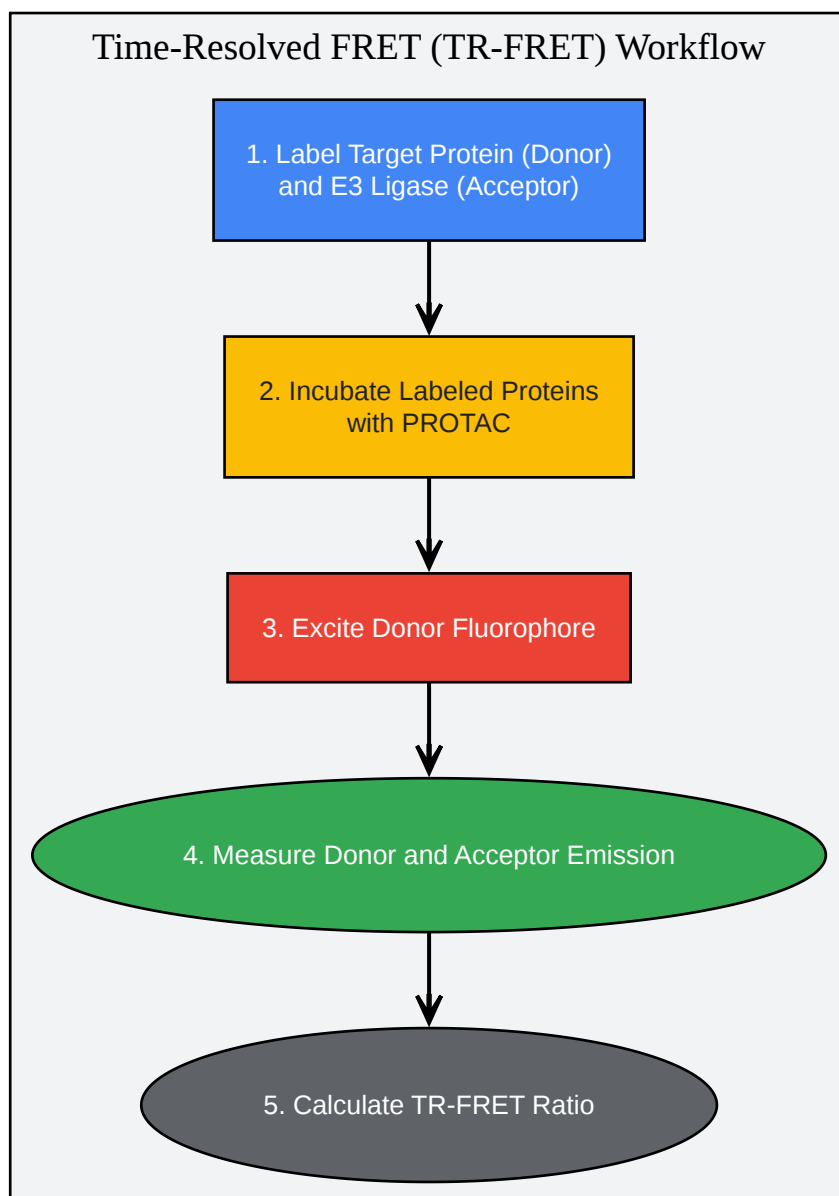 Time-Resolved FRET (TR-FRET) Workflow
1. Label Target Protein (Donor)
and E3 Ligase (Acceptor)
2. Incubate Labeled Proteins
with PROTAC
3. Excite Donor Fluorophore
4. Measure Donor and Acceptor Emission
5. Calculate TR-FRET Ratio